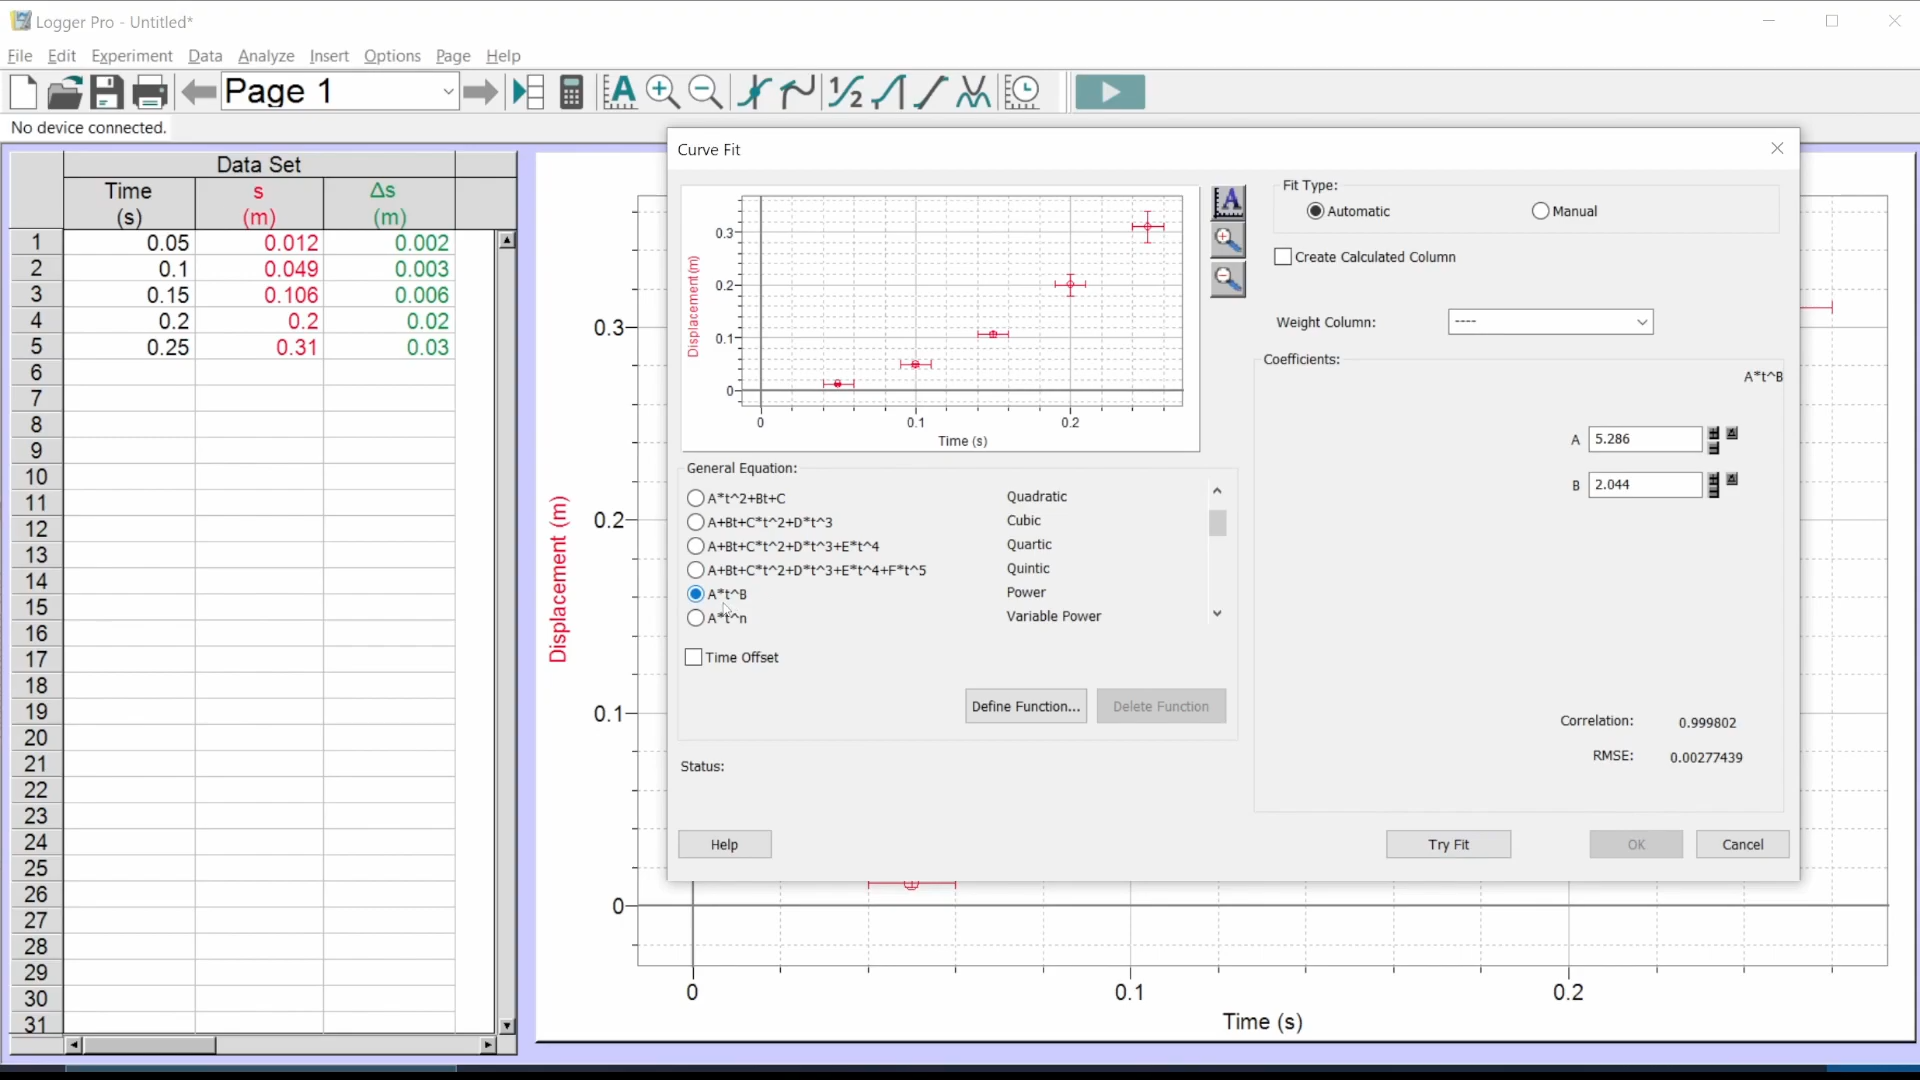 Logger Pro - Untitled*
File Edit Experiment Data Analyze Insert Options Page Help
Page 1
No device connected.
Data Set
Time s Δs
(s) (m) (m)
1 0.05 0.012 0.002
2 0.1 0.049 0.003
3 0.15 0.106 0.006
4 0.2 0.2 0.02
5 0.25 0.31 0.03
6
7
8
9
10
11
12
13
14
15
16
17
18
19
20
21
22
23
24
25
26
27
28
29
30
31
Displacement (m)
0.3
0.2
0.1
0
0 0.1 0.2
Time (s)
Curve Fit
Displacement (m)
0.3
0.2
0.1
0
0 0.1 0.2
Time (s)
General Equation:
A*t^2+Bt+C Quadratic
A+Bt+C*t^2+D*t^3 Cubic
A+Bt+C*t^2+D*t^3+E*t^4 Quartic
A+Bt+C*t^2+D*t^3+E*t^4+F*t^5 Quintic
A*t^B Power
A*t^n Variable Power
Time Offset
Define Function... Delete Function
Status:
Help
Fit Type:
Automatic Manual
Create Calculated Column
Weight Column: ----
Coefficients:
A*t^B
A 5.286
B 2.044
Correlation: 0.999802
RMSE: 0.00277439
Try Fit OK Cancel